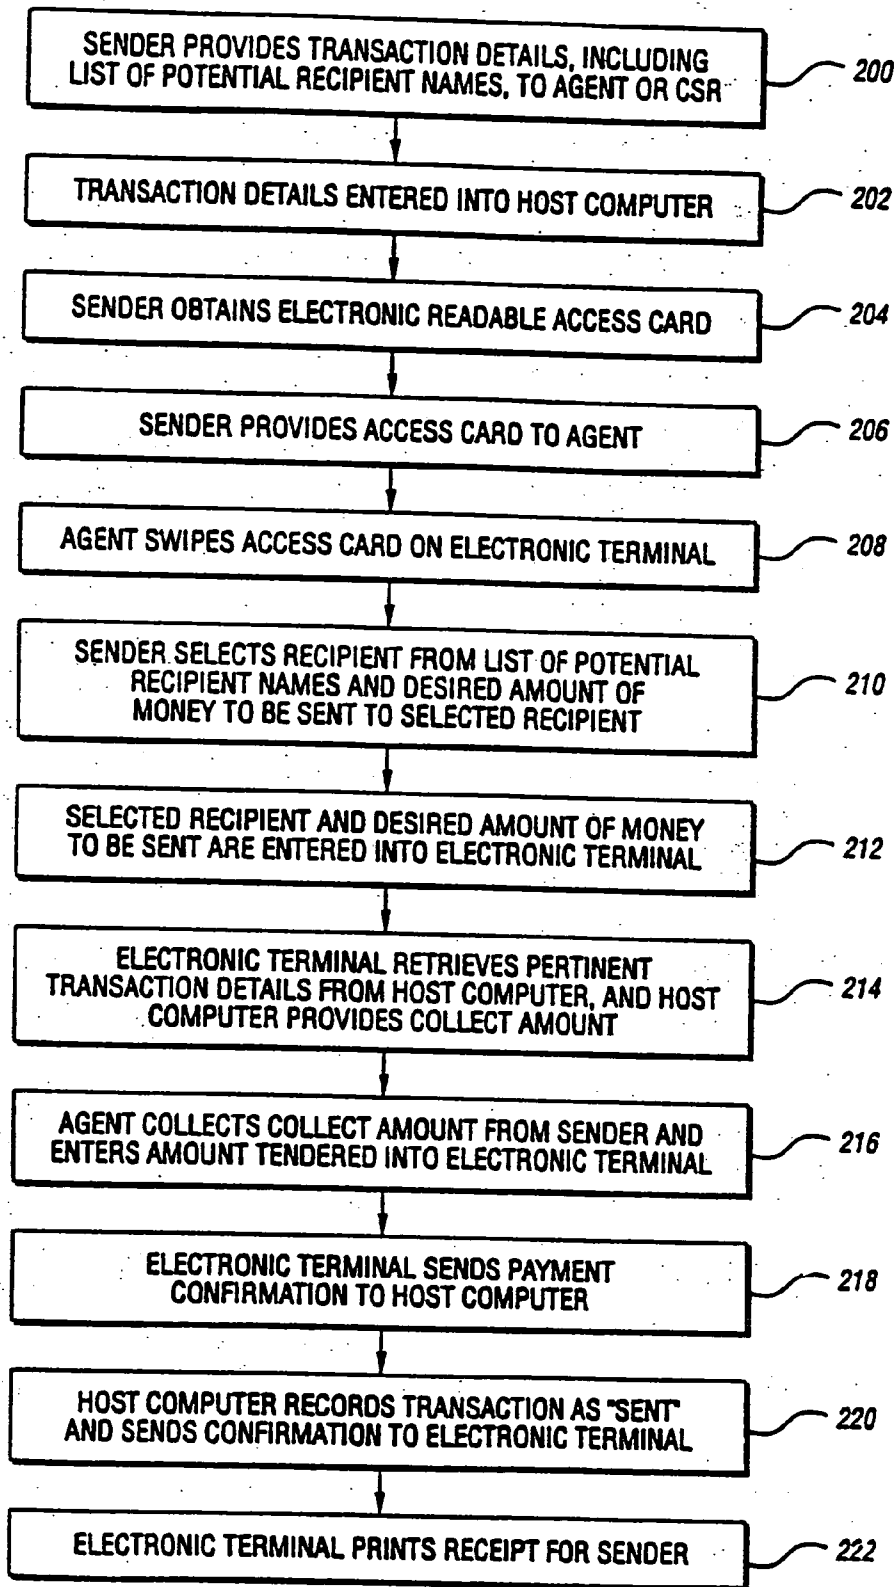 SENDER PROVIDES TRANSACTION DETAILS, INCLUDING
LIST OF POTENTIAL RECIPIENT NAMES, TO AGENT OR CSR
200
TRANSACTION DETAILS ENTERED INTO HOST COMPUTER
202
SENDER OBTAINS ELECTRONIC READABLE ACCESS CARD
204
SENDER PROVIDES ACCESS CARD TO AGENT
206
AGENT SWIPES ACCESS CARD ON ELECTRONIC TERMINAL
208
SENDER SELECTS RECIPIENT FROM LIST OF POTENTIAL
RECIPIENT NAMES AND DESIRED AMOUNT OF
MONEY TO BE SENT TO SELECTED RECIPIENT
210
SELECTED RECIPIENT AND DESIRED AMOUNT OF MONEY
TO BE SENT ARE ENTERED INTO ELECTRONIC TERMINAL
212
ELECTRONIC TERMINAL RETRIEVES PERTINENT
TRANSACTION DETAILS FROM HOST COMPUTER, AND HOST
COMPUTER PROVIDES COLLECT AMOUNT
214
AGENT COLLECTS COLLECT AMOUNT FROM SENDER AND
ENTERS AMOUNT TENDERED INTO ELECTRONIC TERMINAL
216
ELECTRONIC TERMINAL SENDS PAYMENT
CONFIRMATION TO HOST COMPUTER
218
HOST COMPUTER RECORDS TRANSACTION AS "SENT"
AND SENDS CONFIRMATION TO ELECTRONIC TERMINAL
220
ELECTRONIC TERMINAL PRINTS RECEIPT FOR SENDER
222